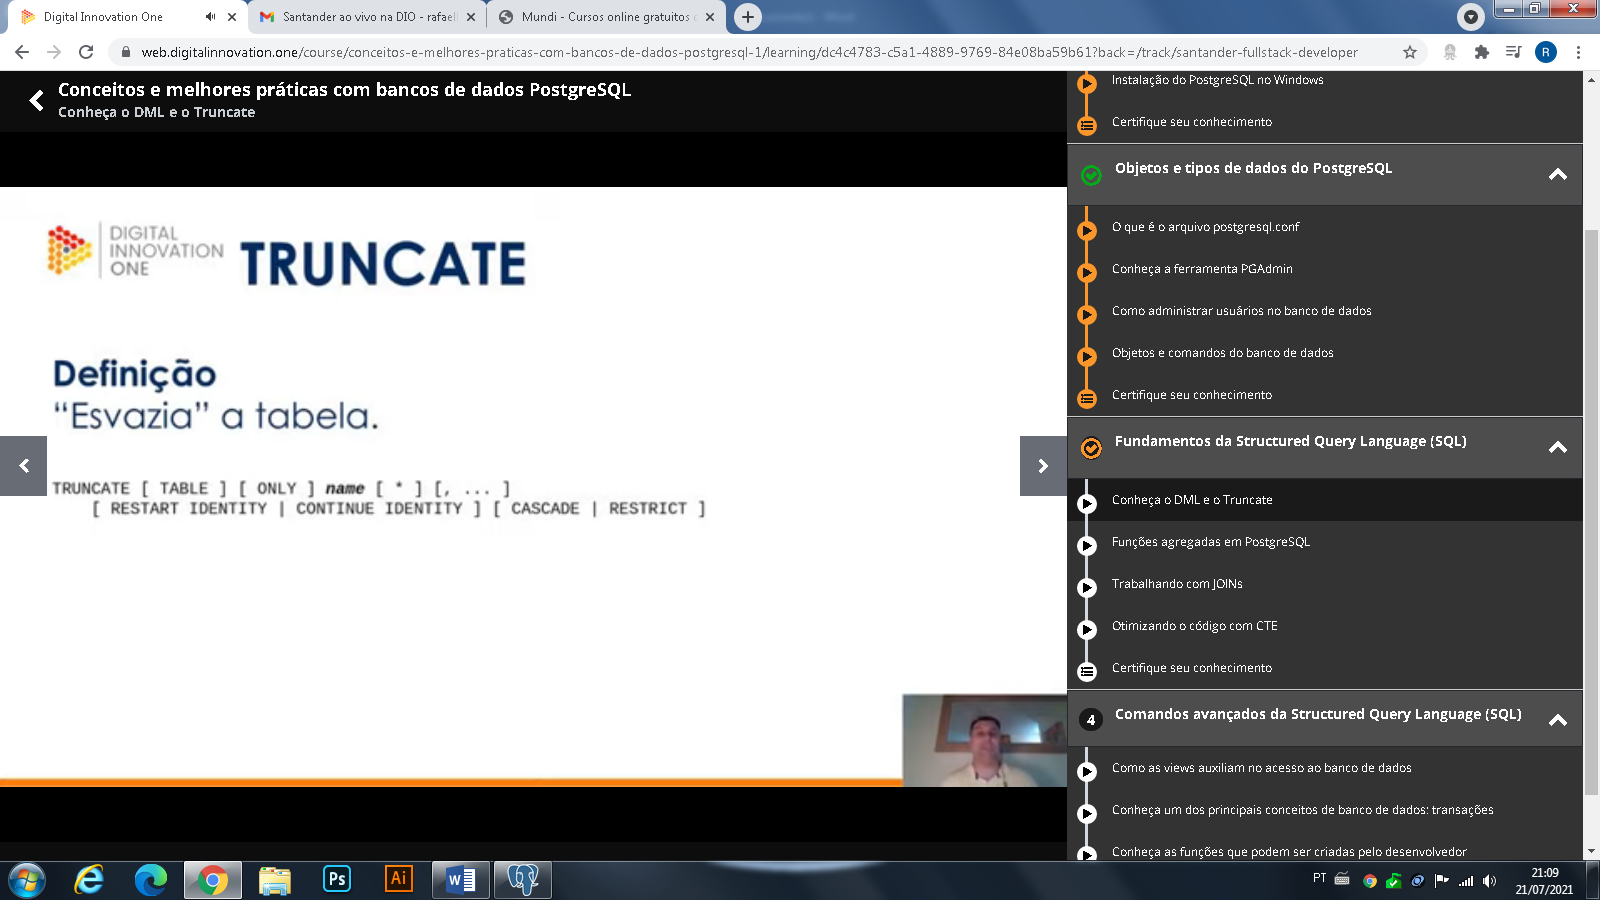 Digital Innovation One
Santander ao vivo na DIO - rafael
Mundi - Cursos online gratuitos
web.digitalinnovation.one/course/conceitos-e-melhores-praticas-com-bancos-de-dados-postgresql-1/learning/dc4c4783-c5a1-4889-9769-84e08ba59b61?back=/track/santander-fullstack-developer
R
Conceitos e melhores práticas com bancos de dados PostgreSQL
Conheça o DML e o Truncate
DIGITAL
INNOVATION
ONE
TRUNCATE
Definição
“Esvazia” a tabela.
TRUNCATE [ TABLE ] [ ONLY ] name [ * ] [, ... ]
[ RESTART IDENTITY | CONTINUE IDENTITY ] [ CASCADE | RESTRICT ]
Instalação do PostgreSQL no Windows
Certifique seu conhecimento
Objetos e tipos de dados do PostgreSQL
O que é o arquivo postgresql.conf
Conheça a ferramenta PGAdmin
Como administrar usuários no banco de dados
Objetos e comandos do banco de dados
Certifique seu conhecimento
Fundamentos da Structured Query Language (SQL)
Conheça o DML e o Truncate
Funções agregadas em PostgreSQL
Trabalhando com JOINs
Otimizando o código com CTE
Certifique seu conhecimento
4 Comandos avançados da Structured Query Language (SQL)
Como as views auxiliam no acesso ao banco de dados
Conheça um dos principais conceitos de banco de dados: transações
Conheça as funções que podem ser criadas pelo desenvolvedor
Ps
Ai
W
PT
21:09
21/07/2021